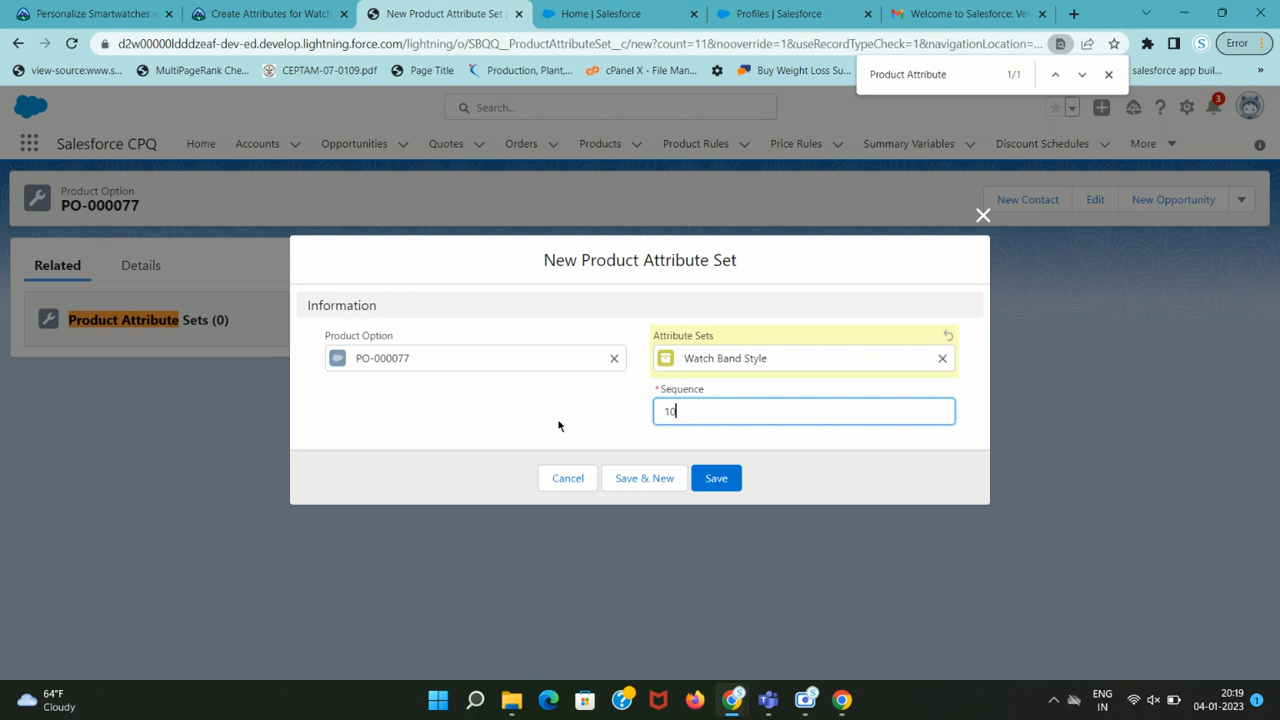 Personalize Smartwatches v
Create Attributes for Watch
New Product Attribute Set |
Home | Salesforce
Profiles | Salesforce
Welcome to Salesforce: Ver
d2w00000ldddzeaf-dev-ed.develop.lightning.force.com/lightning/o/SBQQ__ProductAttributeSet__c/new?count=11&nooverride=1&useRecordTypeCheck=1&navigationLocation=...
Error
view-source:www.s...
MultiPageRank Che...
CEPTAM-07-0109.pdf
Page Title
Production, Plant,...
cPanel X - File Man...
Buy Weight Loss Su...
salesforce app buil...
Product Attribute
1/1
Search...
3
Salesforce CPQ
Home
Accounts
Opportunities
Quotes
Orders
Products
Product Rules
Price Rules
Summary Variables
Discount Schedules
More
Product Option
PO-000077
New Contact
Edit
New Opportunity
Related
Details
Product Attribute Sets (0)
New Product Attribute Set
Information
Product Option
PO-000077
Attribute Sets
Watch Band Style
*Sequence
10
Cancel
Save & New
Save
64°F
Cloudy
ENG
IN
20:19
04-01-2023
1